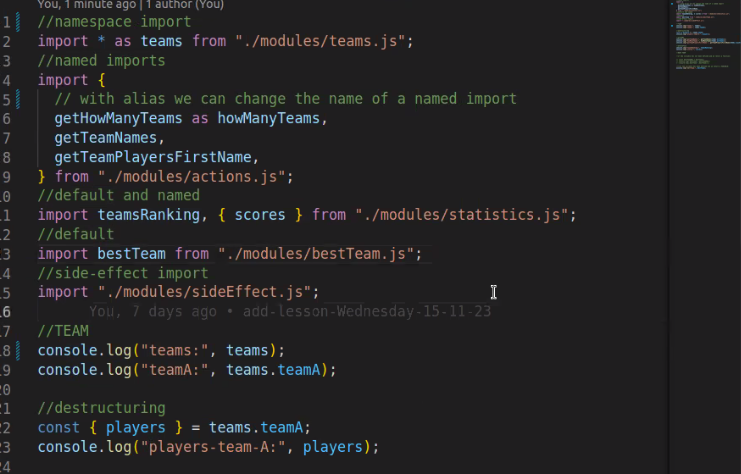 You, 1 minute ago | 1 author (You)
1 //namespace import
2 import * as teams from "./modules/teams.js";
3 //named imports
4 import {
5 // with alias we can change the name of a named import
6 getHowManyTeams as howManyTeams,
7 getTeamNames,
8 getTeamPlayersFirstName,
9 } from "./modules/actions.js";
10 //default and named
11 import teamsRanking, { scores } from "./modules/statistics.js";
12 //default
13 import bestTeam from "./modules/bestTeam.js";
14 //side-effect import
15 import "./modules/sideEffect.js";
16 You, 7 days ago • add-lesson-Wednesday-15-11-23
17 //TEAM
18 console.log("teams:", teams);
19 console.log("teamA:", teams.teamA);
20
21 //destructuring
22 const { players } = teams.teamA;
23 console.log("players-team-A:", players);
24